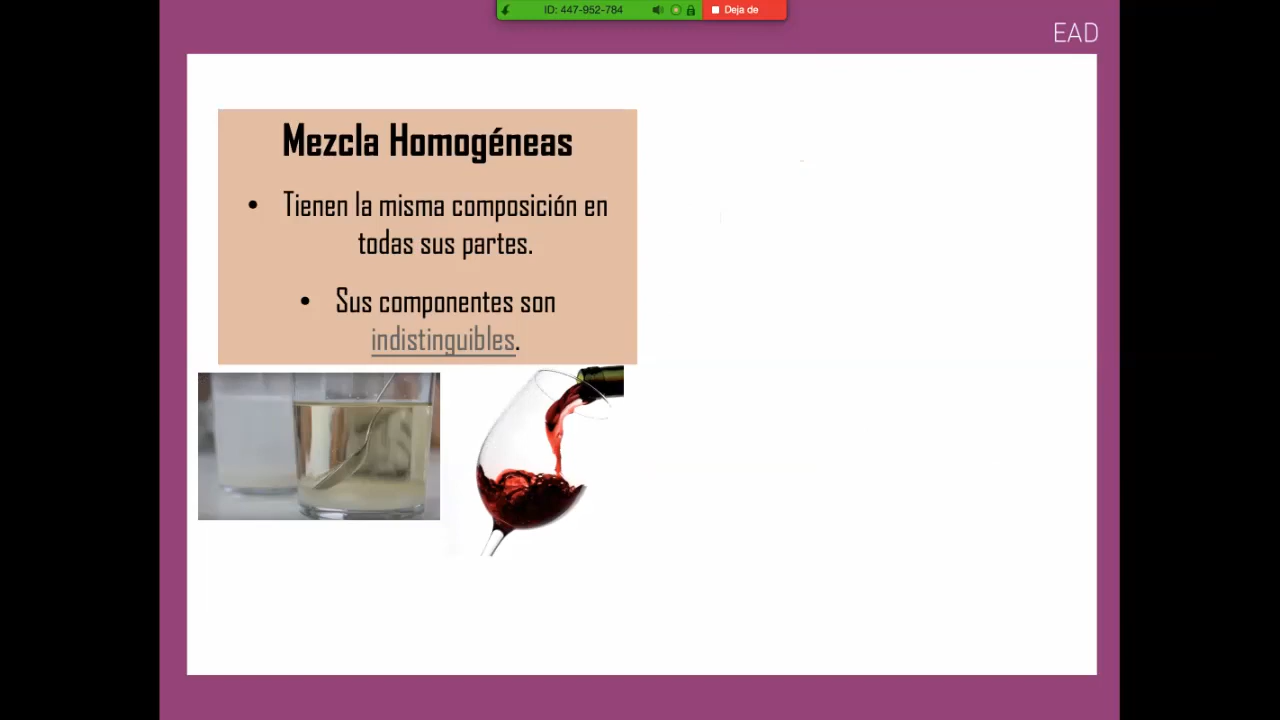 ID: 447-952-784
Deja de
EAD
Mezcla Homogéneas
• Tienen la misma composición en
todas sus partes.
• Sus componentes son
indistinguibles.